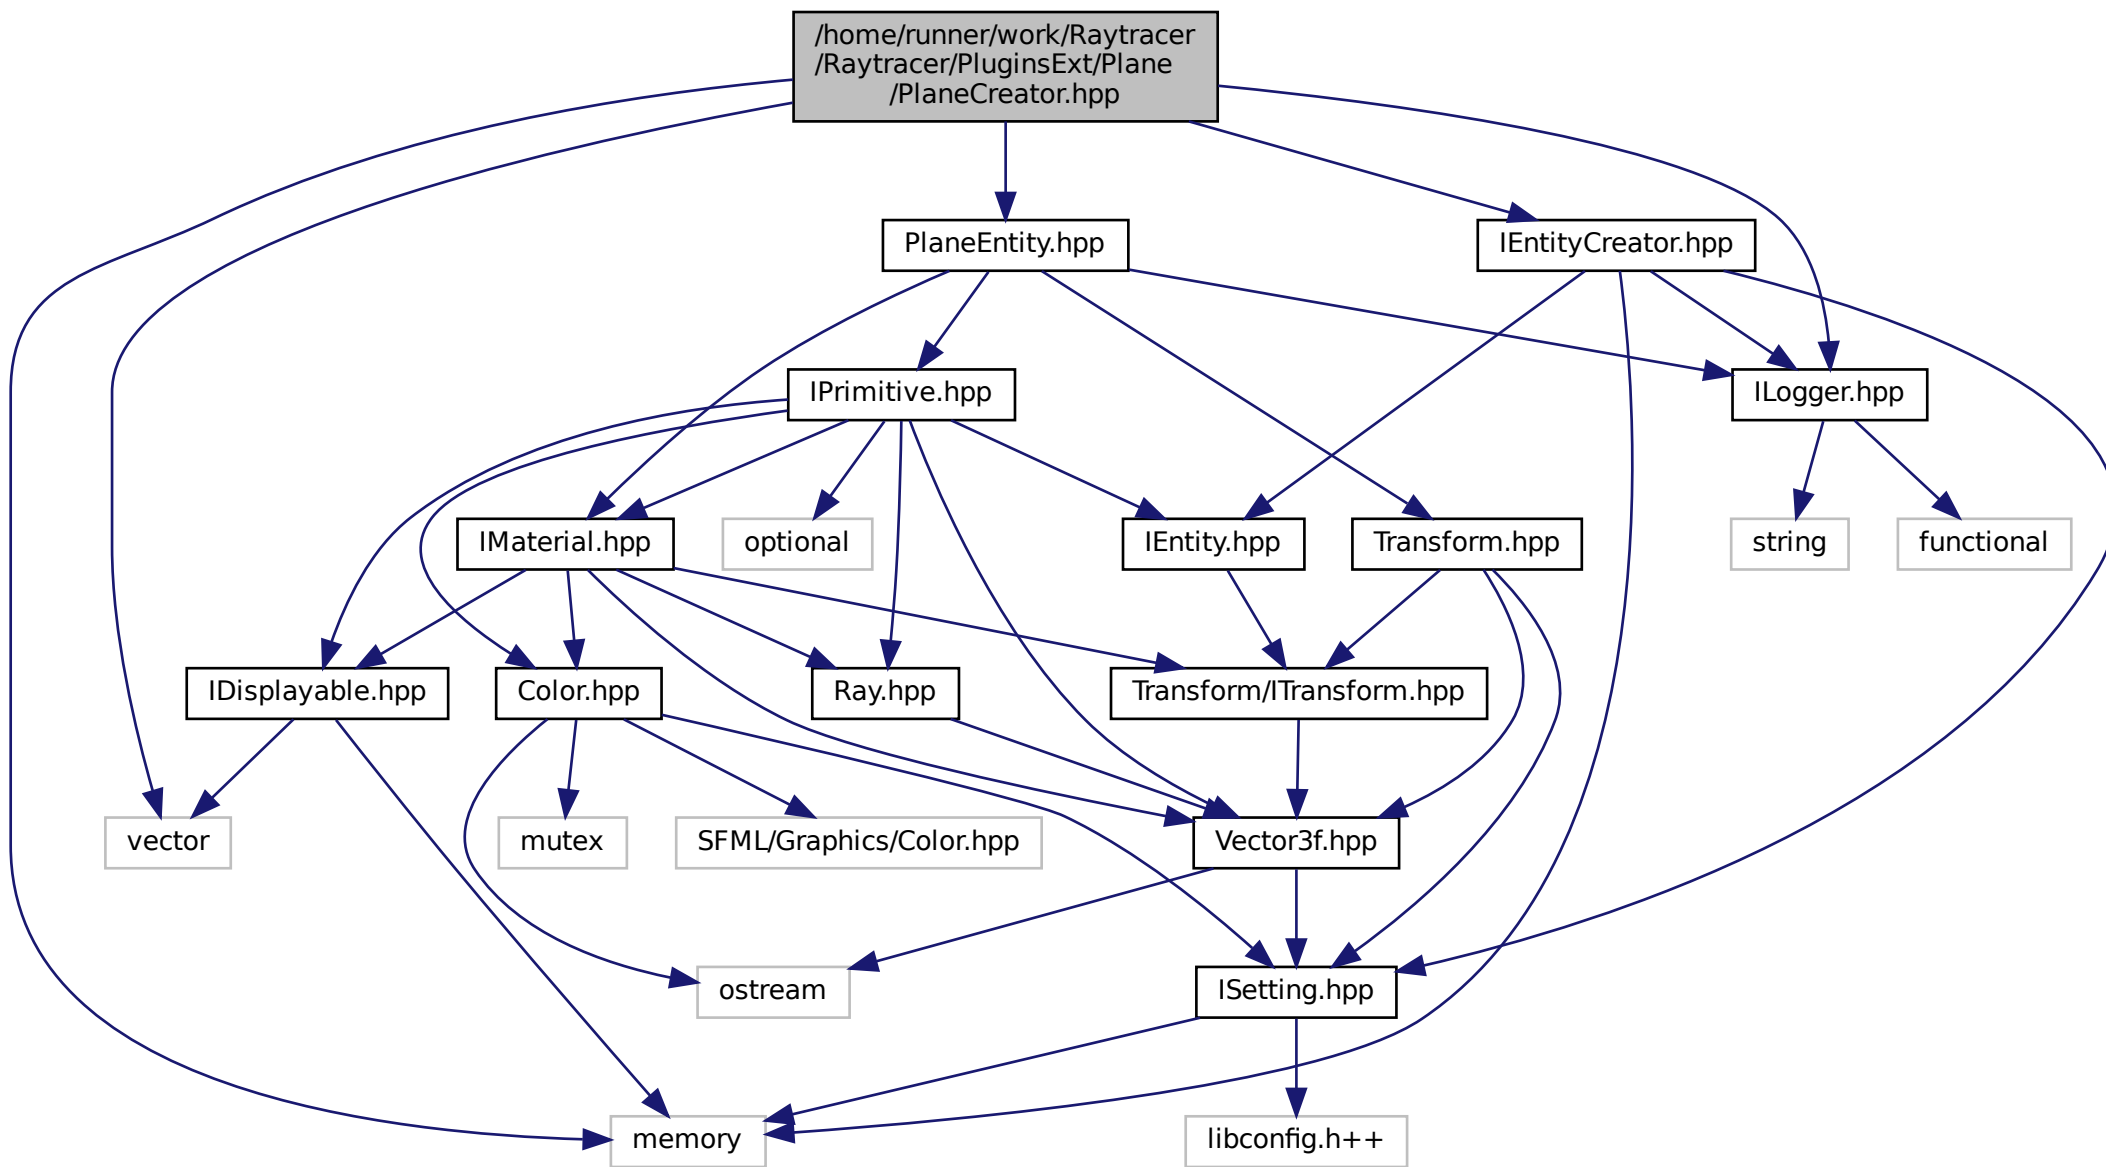 /home/runner/work/Raytracer
/Raytracer/PluginsExt/Plane
/PlaneCreator.hpp
PlaneEntity.hpp
IEntityCreator.hpp
IPrimitive.hpp
ILogger.hpp
IMaterial.hpp
optional
IEntity.hpp
Transform.hpp
string
functional
IDisplayable.hpp
Color.hpp
Ray.hpp
Transform/ITransform.hpp
vector
mutex
SFML/Graphics/Color.hpp
Vector3f.hpp
ostream
ISetting.hpp
memory
libconfig.h++